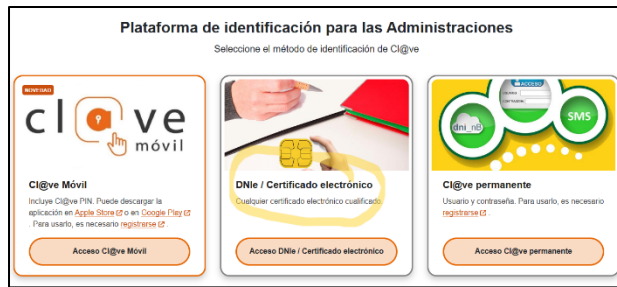 Plataforma de identificación para las Administraciones
Seleccione el método de identificación de Cl@ve
NOVEDAD
cl@ve
móvil
Cl@ve Móvil
Incluye Cl@ve PIN. Puede descargar la
aplicación en Apple Store o en Google Play
. Para usarlo, es necesario registrarse .
Acceso Cl@ve Móvil
DNIe / Certificado electrónico
Cualquier certificado electrónico cualificado
Acceso DNIe / Certificado electrónico
ACCESO
dni_nB
SMS
Cl@ve permanente
Usuario y contraseña. Para usarlo, es necesario
registrarse .
Acceso Cl@ve permanente